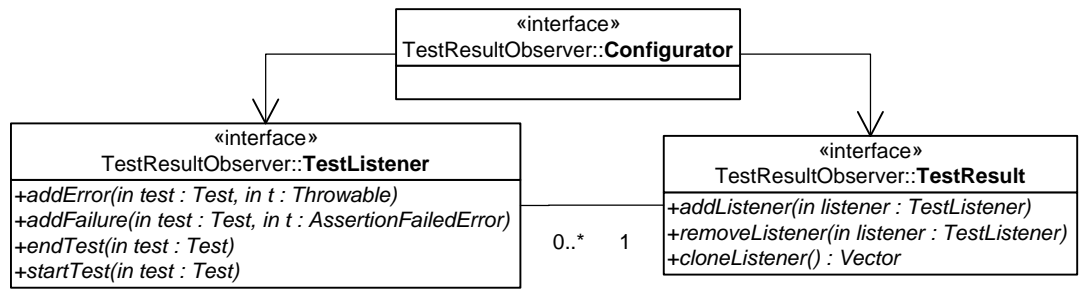 «interface»
TestResultObserver::Configurator
«interface»
TestResultObserver::TestListener
+addError(in test : Test, in t : Throwable)
+addFailure(in test : Test, in t : AssertionFailedError)
+endTest(in test : Test)
+startTest(in test : Test)
0..* 1
«interface»
TestResultObserver::TestResult
+addListener(in listener : TestListener)
+removeListener(in listener : TestListener)
+cloneListener() : Vector